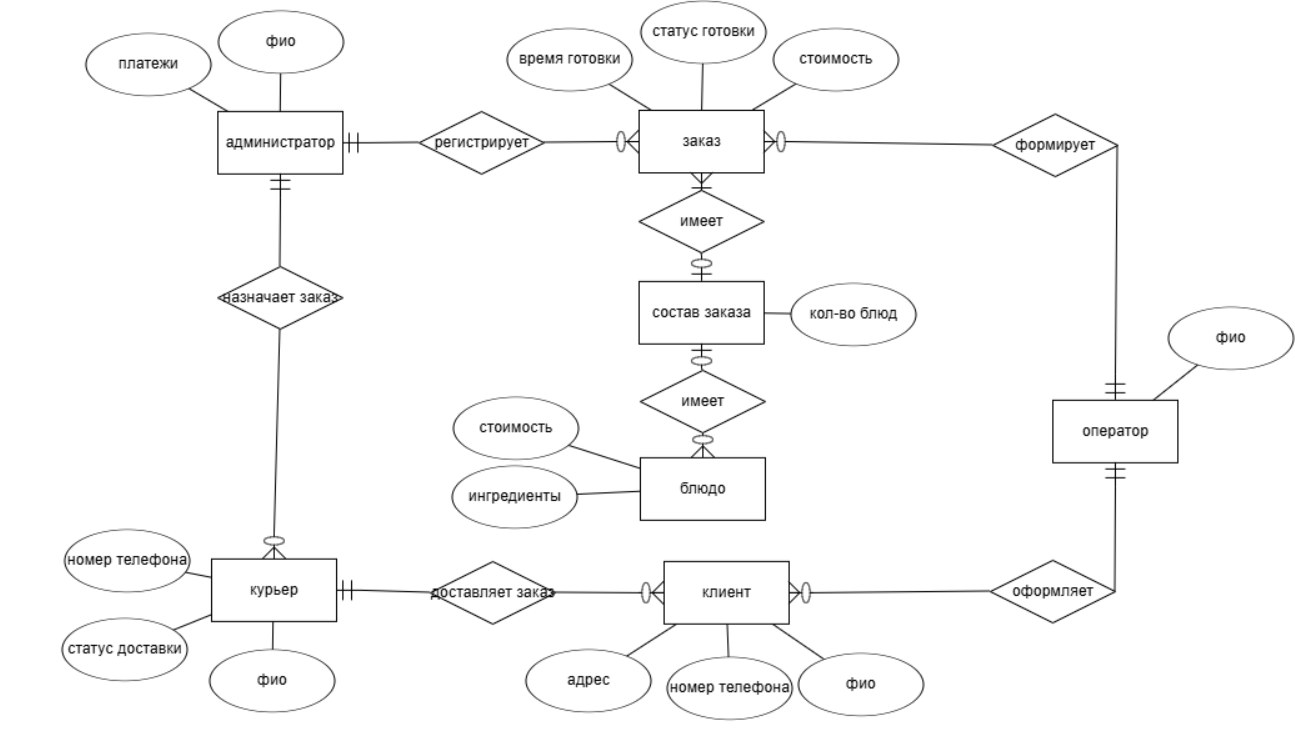 статус готовки
фио
время готовки
стоимость
платежи
администратор
регистрирует
заказ
формирует
имеет
назначает заказ
состав заказа
кол-во блюд
фио
имеет
стоимость
оператор
блюдо
ингредиенты
номер телефона
курьер
доставляет заказ
клиент
оформляет
статус доставки
фио
адрес
номер телефона
фио